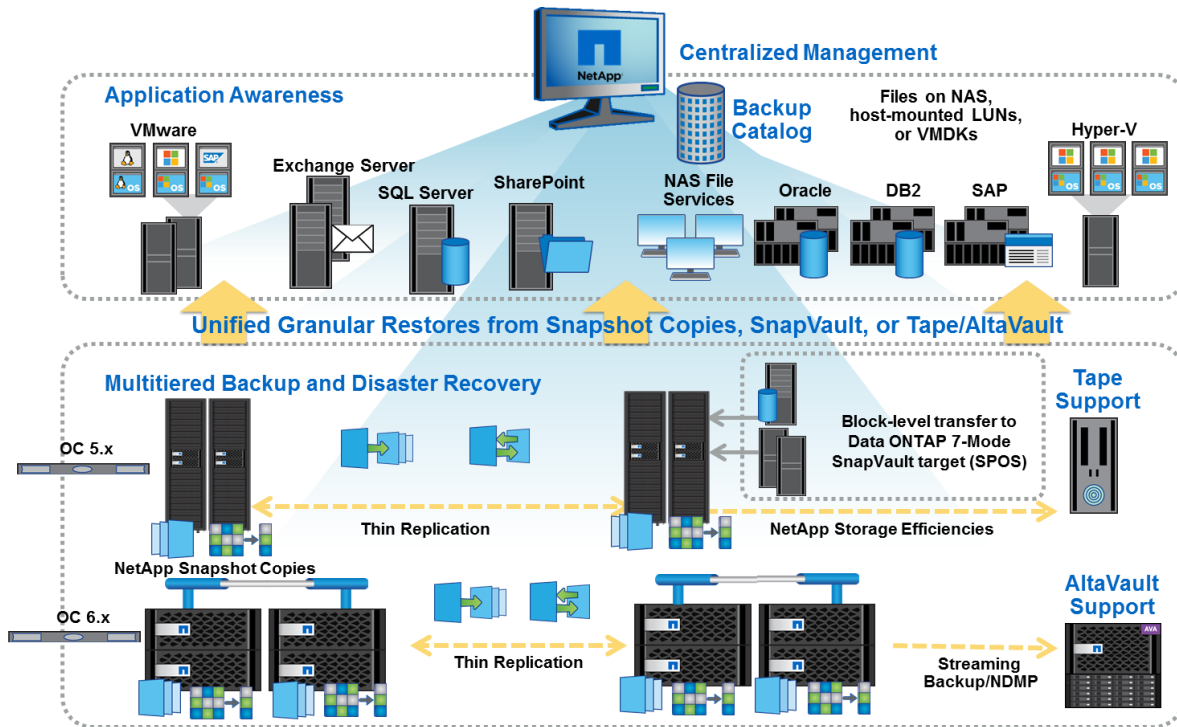 NetApp
Centralized Management
Application Awareness
Backup
Catalog
Files on NAS,
host-mounted LUNs,
or VMDKs
VMware
SAP
OS
OS
OS
Exchange Server
SQL Server
SharePoint
NAS File
Services
Oracle
DB2
SAP
Hyper-V
OS
OS
OS
Unified Granular Restores from Snapshot Copies, SnapVault, or Tape/AltaVault
Multitiered Backup and Disaster Recovery
Tape
Support
Block-level transfer to
Data ONTAP 7-Mode
SnapVault target (SPOS)
OC 5.x
Thin Replication
NetApp Storage Efficiencies
NetApp Snapshot Copies
AltaVault
Support
OC 6.x
AVA
Thin Replication
Streaming
Backup/NDMP